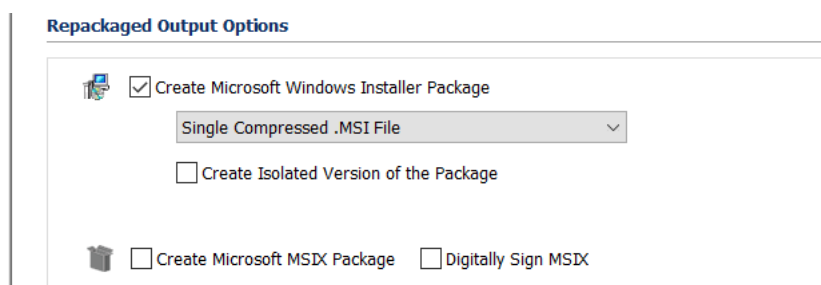 Repackaged Output Options
Create Microsoft Windows Installer Package
Single Compressed .MSI File
Create Isolated Version of the Package
Create Microsoft MSIX Package Digitally Sign MSIX